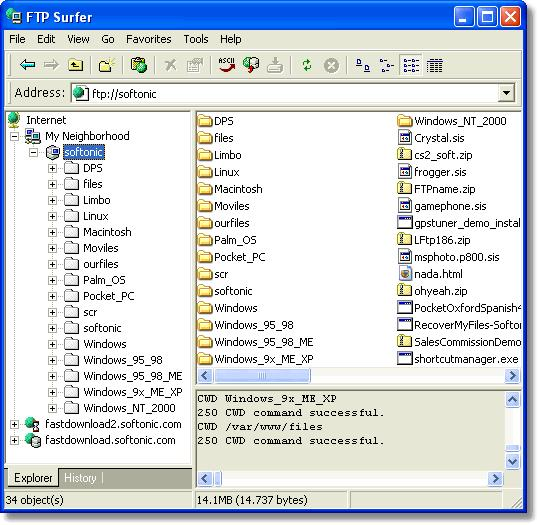 FTP Surfer
File Edit View Go Favorites Tools Help
ASCII
Address: ftp://softonic
Internet
My Neighborhood
softonic
DPS
files
Limbo
Linux
Macintosh
Moviles
ourfiles
Palm_OS
Pocket_PC
scr
softonic
Windows
Windows_95_98
Windows_95_98_ME
Windows_9x_ME_XP
Windows_NT_2000
fastdownload2.softonic.com
fastdownload.softonic.com
Explorer History
DPS
files
Limbo
Linux
Macintosh
Moviles
ourfiles
Palm_OS
Pocket_PC
scr
softonic
Windows
Windows_95_98
Windows_95_98_ME
Windows_9x_ME_XP
Windows_NT_2000
Crystal.sis
cs2_soft.zip
frogger.sis
FTPname.zip
gamephone.sis
gpstuner_demo_instal
LFtp186.zip
msphoto.p800.sis
nada.html
ohyeah.zip
PocketOxfordSpanish4
RecoverMyFiles-Softor
SalesCommissionDemo
shortcutmanager.exe
CWD Windows_9x_ME_XP
250 CWD command successful.
CWD /var/www/files
250 CWD command successful.
34 object(s) 14.1MB (14.737 bytes)